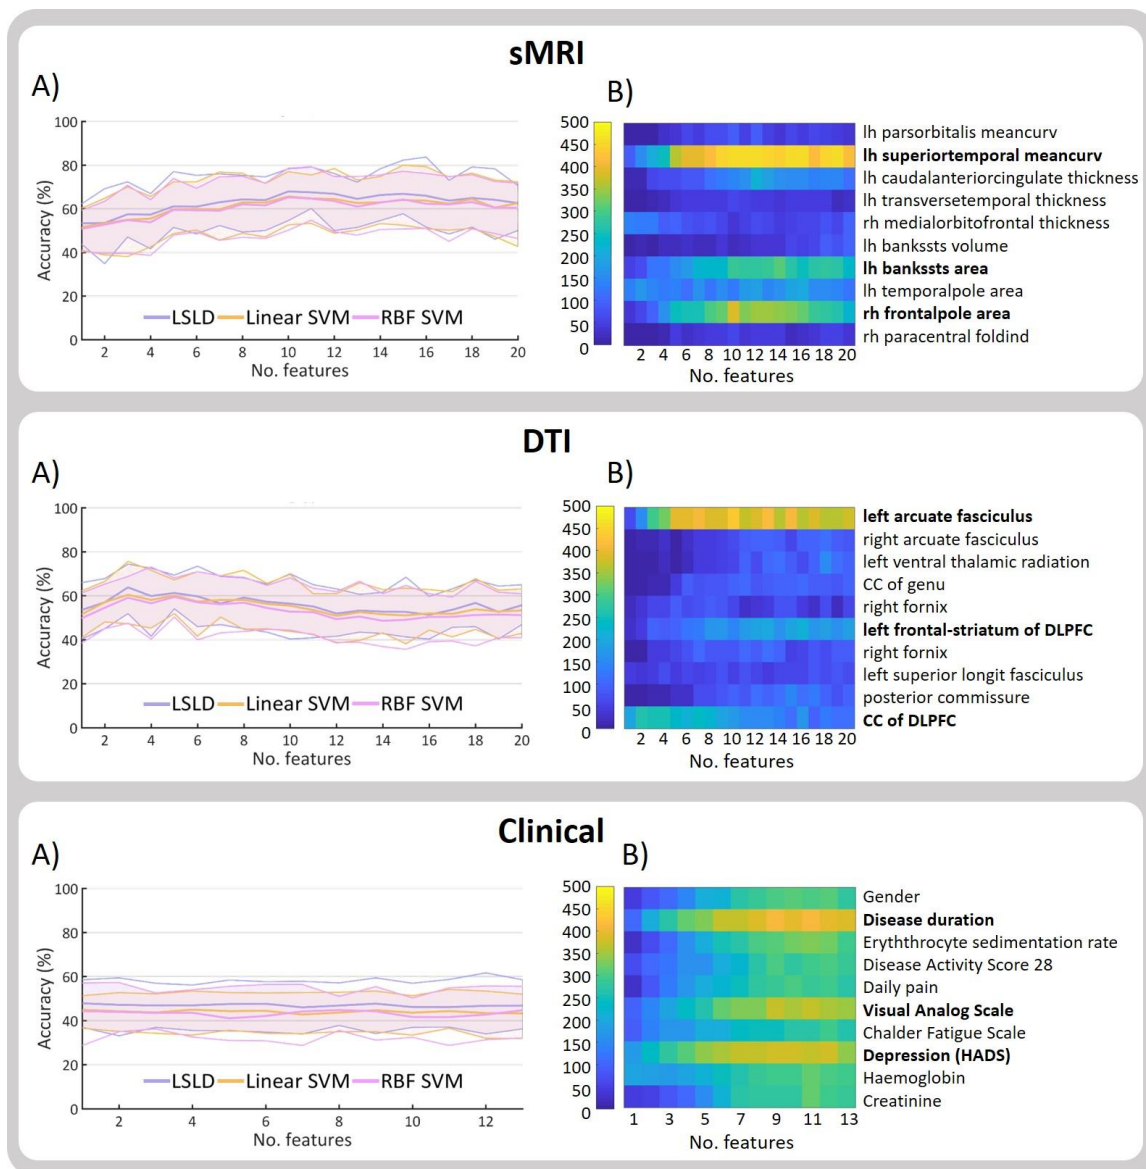 sMRI
A)
B)
100
80
60
40
20
0
Accuracy (%)
LSLD Linear SVM RBF SVM
2 4 6 8 10 12 14 16 18 20
No. features
500
450
400
350
300
250
200
150
100
50
0
lh parsorbitalis meancurv
lh superiortemporal meancurv
lh caudalanteriorcingulate thickness
lh transversetemporal thickness
rh medialorbitofrontal thickness
lh bankssts volume
lh bankssts area
lh temporalpole area
rh frontalpole area
rh paracentral foldind
2 4 6 8 10 12 14 16 20
No. features
DTI
A)
B)
100
80
60
40
20
0
Accuracy (%)
LSLD Linear SVM RBF SVM
2 4 6 8 10 12 14 16 18 20
No. features
500
450
400
350
300
250
200
150
100
50
0
left arcuate fasciculus
right arcuate fasciculus
left ventral thalamic radiation
CC of genu
right fornix
left frontal-striatum of DLPFC
right fornix
left superior longit fasciculus
posterior commissure
CC of DLPFC
2 4 6 8 10 12 14 16 18 20
No. features
Clinical
A)
B)
100
80
60
40
20
0
Accuracy (%)
LSLD Linear SVM RBF SVM
2 4 6 8 10 12
No. features
500
450
400
350
300
250
200
150
100
50
0
Gender
Disease duration
Eryththrocyte sedimentation rate
Disease Activity Score 28
Daily pain
Visual Analog Scale
Chalder Fatigue Scale
Depression (HADS)
Haemoglobin
Creatinine
1 3 5 7 9 11 13
No. features